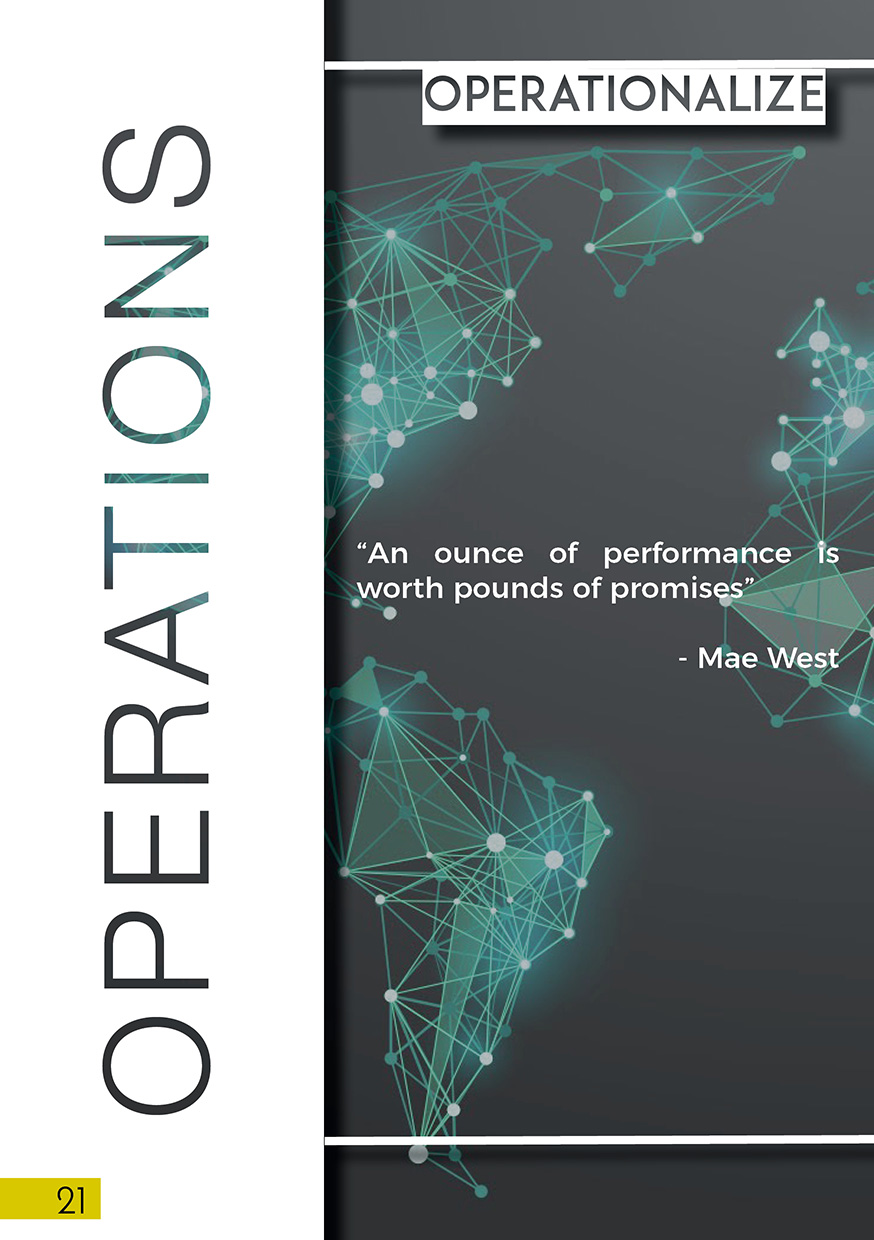 OPERATIONS
OPERATIONALIZE
“An ounce of performance is
worth pounds of promises”
- Mae West
21